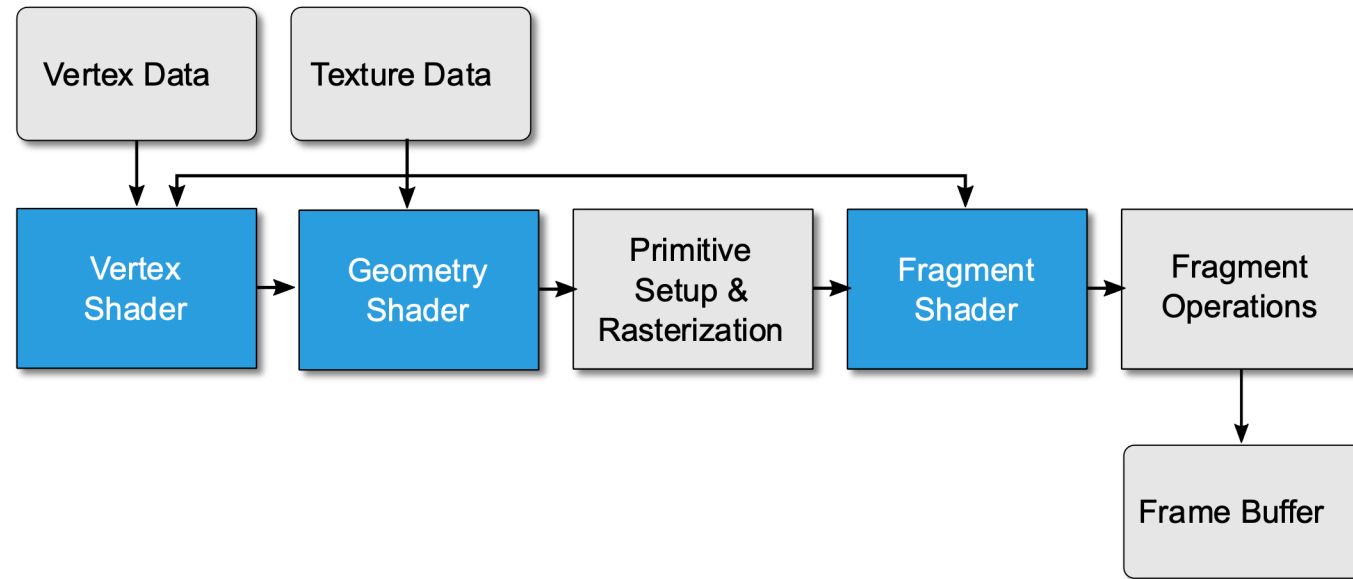 Vertex Data
Texture Data
Vertex
Shader
Geometry
Shader
Primitive
Setup &
Rasterization
Fragment
Shader
Fragment
Operations
Frame Buffer